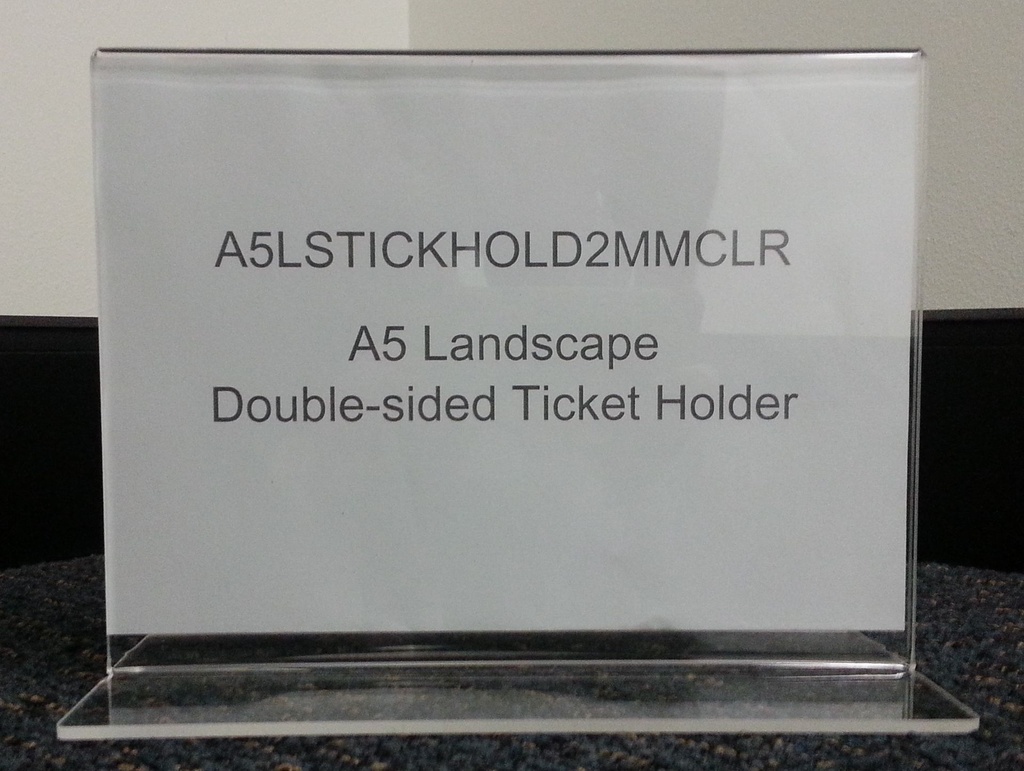 A5LSTICKHOLD2MMCLR
A5 Landscape
Double-sided Ticket Holder